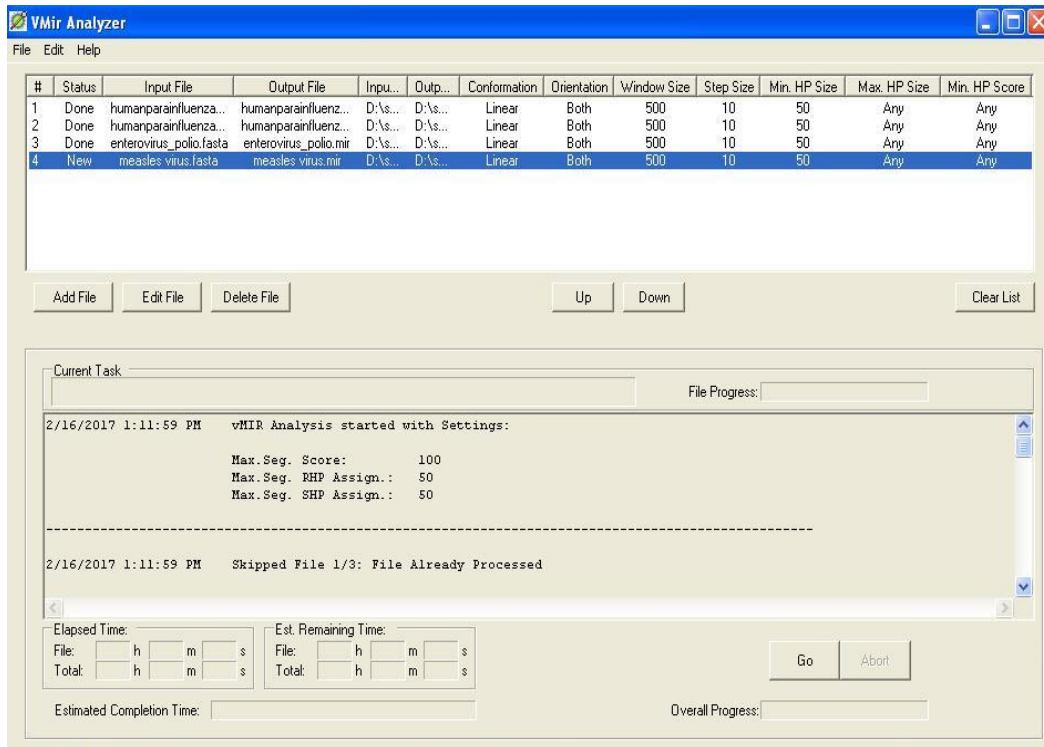 VMir Analyzer
File Edit Help
# Status Input File Output File Inpu... Outp... Conformation Orientation Window Size Step Size Min. HP Size Max. HP Size Min. HP Score
1 Done humanparainfluenza... humanparainfluenz... D:\s... D:\s... Linear Both 500 10 50 Any Any
2 Done humanparainfluenza... humanparainfluenz... D:\s... D:\s... Linear Both 500 10 50 Any Any
3 Done enterovirus_polio.fasta enterovirus_polio.mir D:\s... D:\s... Linear Both 500 10 50 Any Any
4 New measles virus.fasta measles virus.mir D:\s... D:\s... Linear Both 500 10 50 Any Any
Add File Edit File Delete File Up Down Clear List
Current Task
File Progress:
2/16/2017 1:11:59 PM vMIR Analysis started with Settings:
Max.Seg. Score: 100
Max.Seg. RHP Assign.: 50
Max.Seg. SHP Assign.: 50
--------------------------------------------------------------------------------
2/16/2017 1:11:59 PM Skipped File 1/3: File Already Processed
Elapsed Time: Est. Remaining Time:
File: h m s File: h m s
Total: h m s Total: h m s
Go Abort
Estimated Completion Time: Overall Progress: